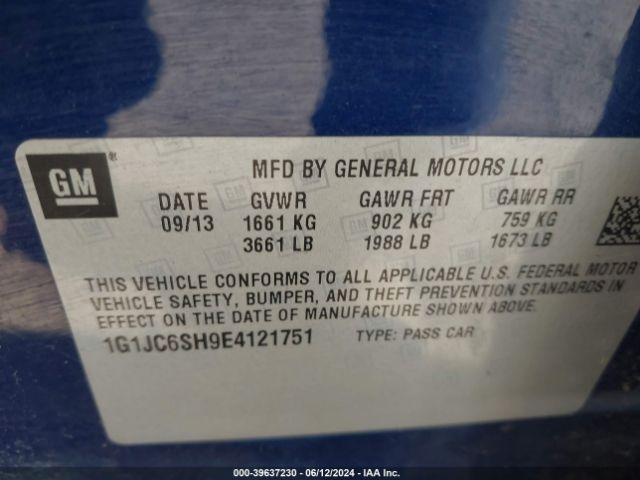 GM®
MFD BY GENERAL MOTORS LLC
DATE GVWR GAWR FRT GAWR RR
09/13 1661 KG 902 KG 759 KG
3661 LB 1988 LB 1673 LB
THIS VEHICLE CONFORMS TO ALL APPLICABLE U.S. FEDERAL MOTOR
VEHICLE SAFETY, BUMPER, AND THEFT PREVENTION STANDARDS IN
EFFECT ON THE DATE OF MANUFACTURE SHOWN ABOVE.
1G1JC6SH9E4121751 TYPE: PASS CAR
000-39637230 - 06/12/2024 - IAA Inc.